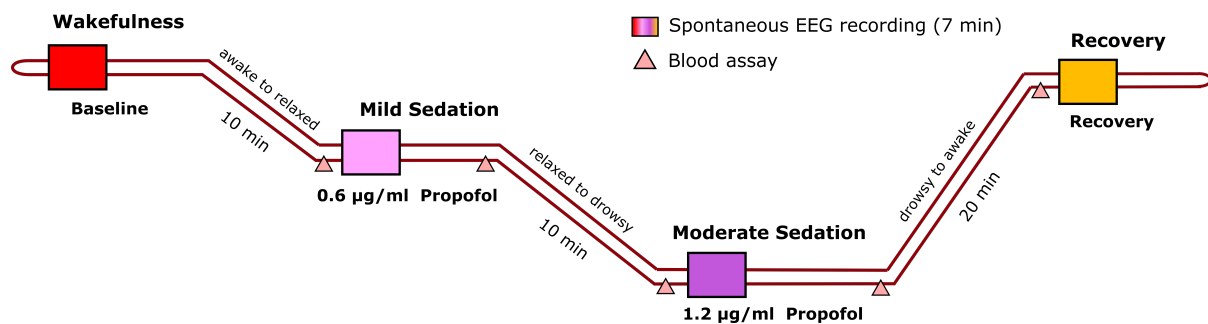 Wakefulness
Baseline
awake to relaxed
10 min
Mild Sedation
0.6 µg/ml  Propofol
relaxed to drowsy
10 min
Moderate Sedation
1.2 µg/ml  Propofol
Spontaneous EEG recording (7 min)
Blood assay
drowsy to awake
20 min
Recovery
Recovery